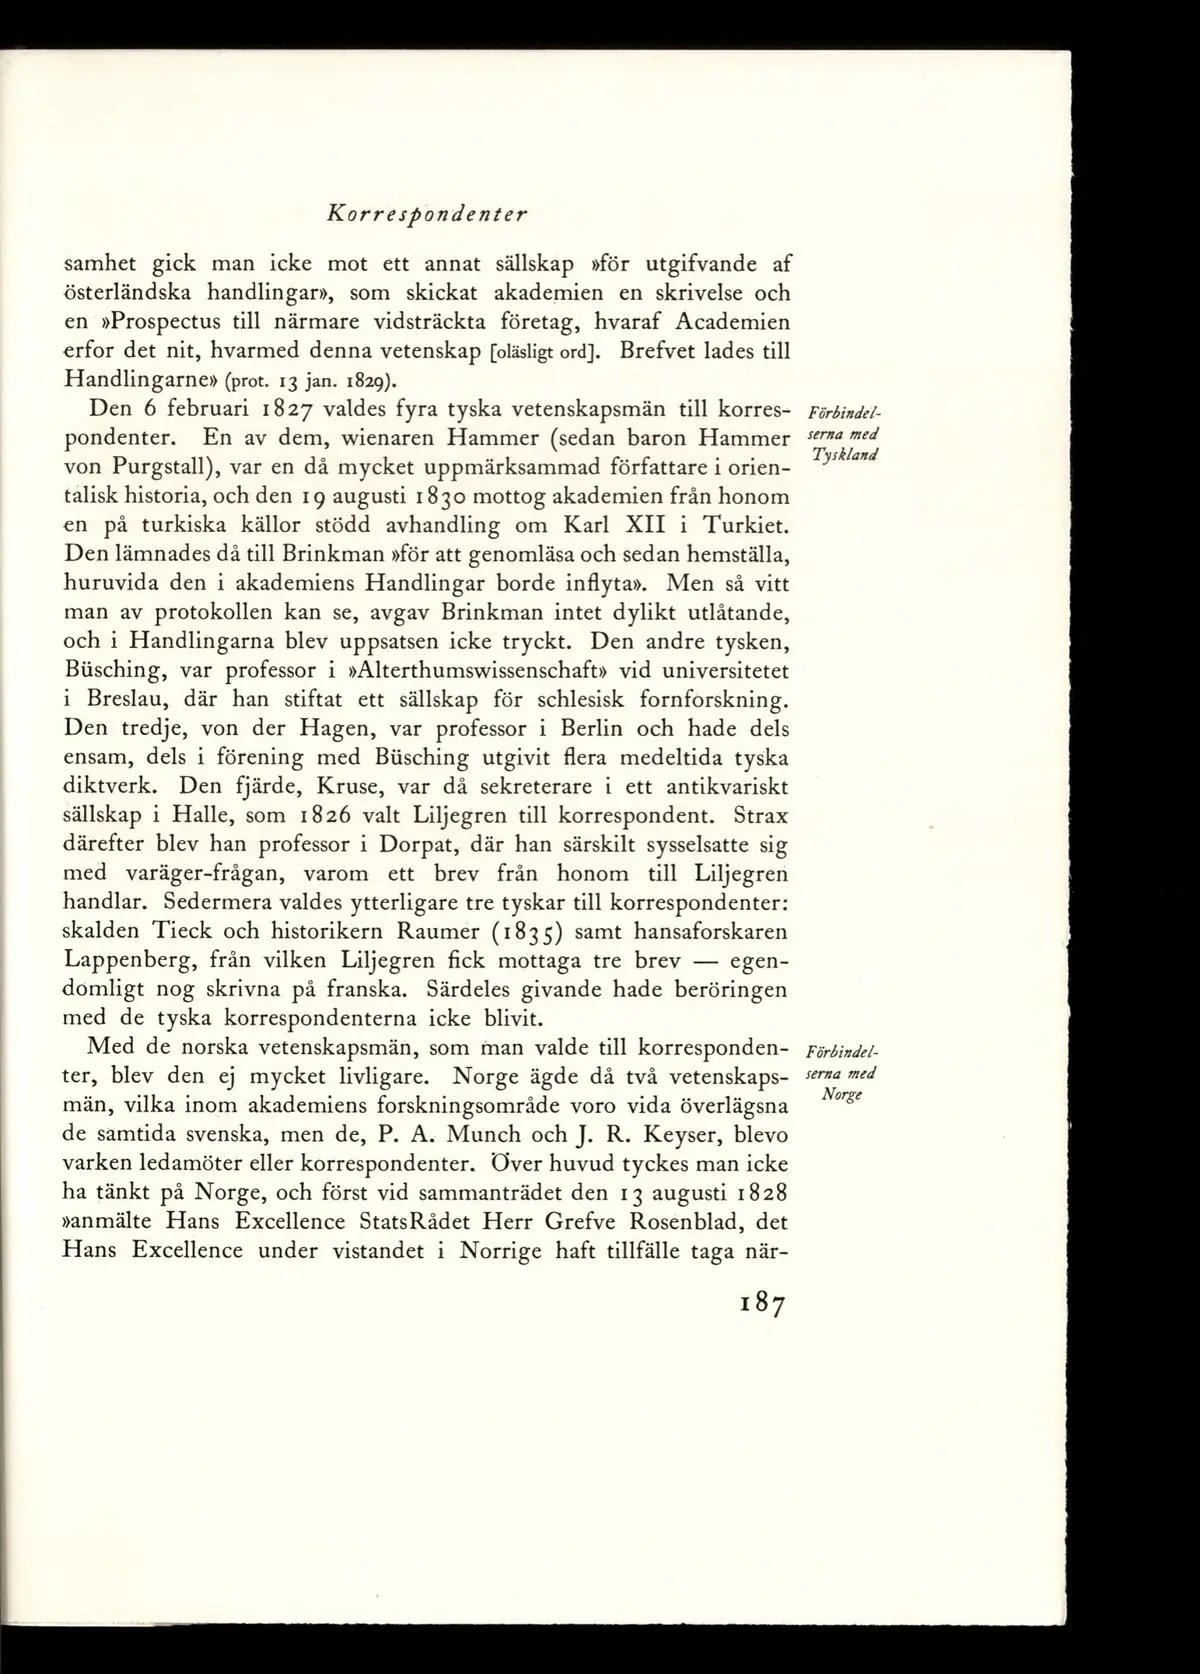 Korrespondenter
samhet gick man icke mot ett annat sällskap »för utgifvande af
österländska handlingar», som skickat akademien en skrivelse och
en »Prospectus till närmare vidsträckta företag, hvaraf Academien
erfor det nit, hvarmed denna vetenskap [oläsligt ord]. Brefvet lades till
Handlingarne» (prot. 13 jan. 1829).
Den 6 februari 1827 valdes fyra tyska vetenskapsmän till korres-
pondenter. En av dem, wienaren Hammer (sedan baron Hammer
von Purgstall), var en då mycket uppmärksammad författare i orien-
talisk historia, och den 19 augusti 1830 mottog akademien från honom
en på turkiska källor stödd avhandling om Karl XII i Turkiet.
Den lämnades då till Brinkman »för att genomläsa och sedan hemställa,
huruvida den i akademiens Handlingar borde inflyta». Men så vitt
man av protokollen kan se, avgav Brinkman intet dylikt utlåtande,
och i Handlingarna blev uppsatsen icke tryckt. Den andre tysken,
Büsching, var professor i »Alterthumswissenschaft» vid universitetet
i Breslau, där han stiftat ett sällskap för schlesisk fornforskning.
Den tredje, von der Hagen, var professor i Berlin och hade dels
ensam, dels i förening med Büsching utgivit flera medeltida tyska
diktverk. Den fjärde, Kruse, var då sekreterare i ett antikvariskt
sällskap i Halle, som 1826 valt Liljegren till korrespondent. Strax
därefter blev han professor i Dorpat, där han särskilt sysselsatte sig
med varäger-frågan, varom ett brev från honom till Liljegren
handlar. Sedermera valdes ytterligare tre tyskar till korrespondenter:
skalden Tieck och historikern Raumer (1835) samt hansaforskaren
Lappenberg, från vilken Liljegren fick mottaga tre brev — egen-
domligt nog skrivna på franska. Särdeles givande hade beröringen
med de tyska korrespondenterna icke blivit.
Med de norska vetenskapsmän, som man valde till korresponden-
ter, blev den ej mycket livligare. Norge ägde då två vetenskaps-
män, vilka inom akademiens forskningsområde voro vida överlägsna
de samtida svenska, men de, P. A. Munch och J. R. Keyser, blevo
varken ledamöter eller korrespondenter. Över huvud tyckes man icke
ha tänkt på Norge, och först vid sammanträdet den 13 augusti 1828
»anmälte Hans Excellence StatsRådet Herr Grefve Rosenblad, det
Hans Excellence under vistandet i Norrige haft tillfälle taga när-
Förbindel-
serna med
Tyskland
Förbindel-
serna med
Norge
187